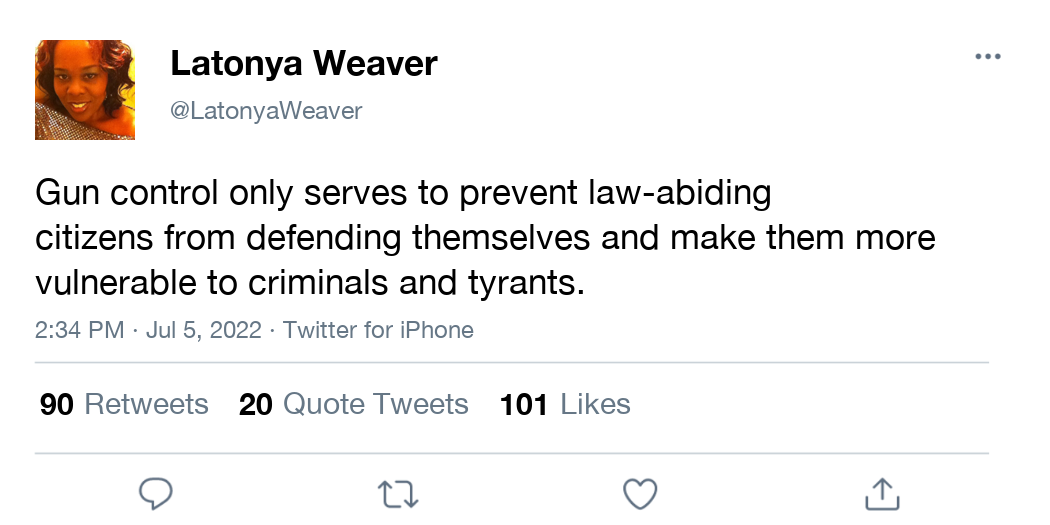 Latonya Weaver
@LatonyaWeaver
Gun control only serves to prevent law-abiding
citizens from defending themselves and make them more
vulnerable to criminals and tyrants.
2:34 PM · Jul 5, 2022 · Twitter for iPhone
90 Retweets 20 Quote Tweets 101 Likes